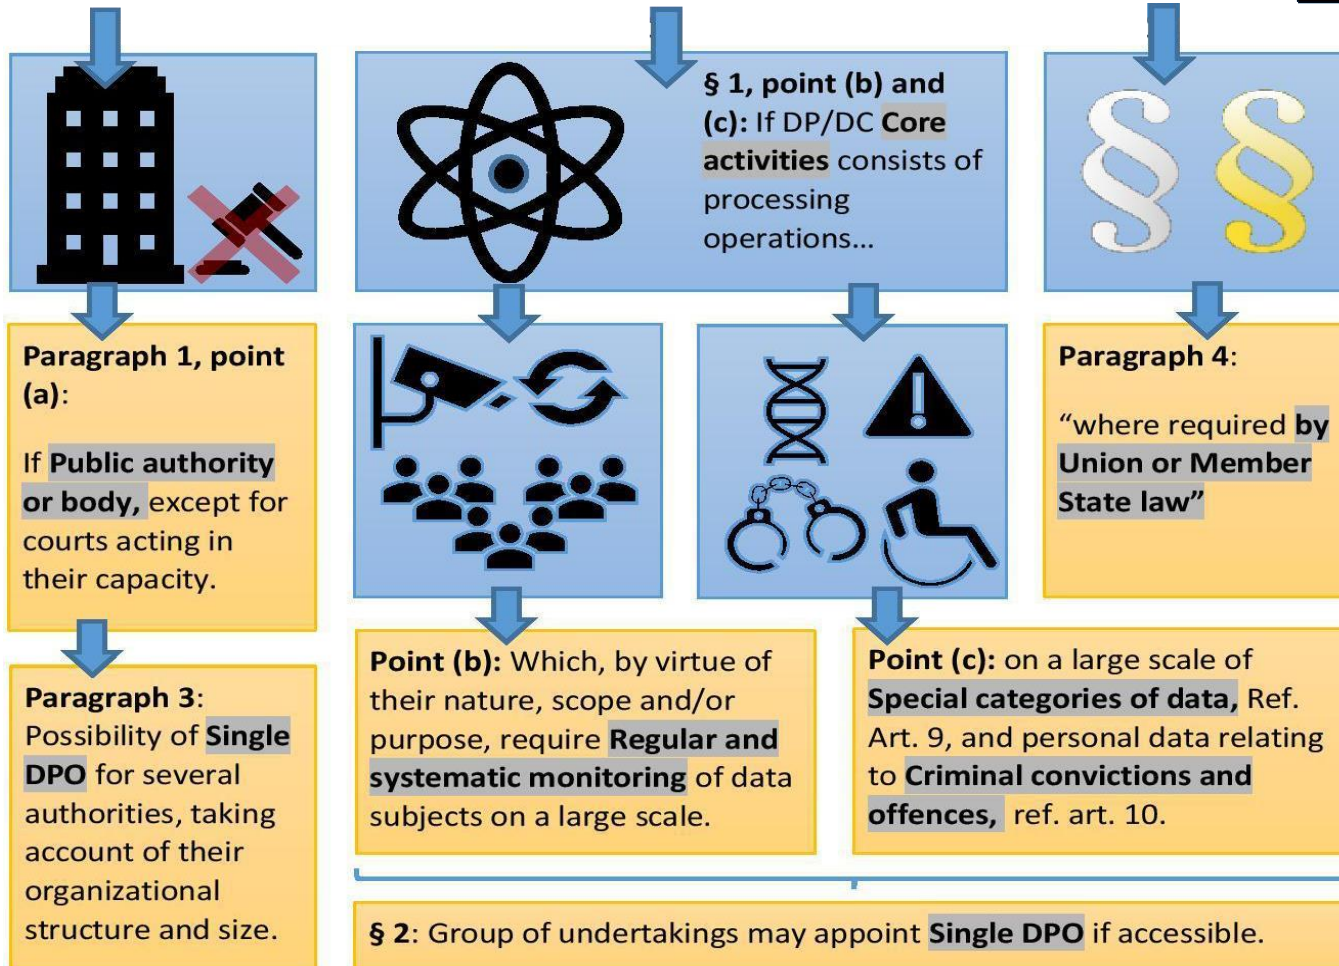 § 1, point (b) and
(c): If DP/DC Core
activities consists of
processing
operations...
§ §
Paragraph 1, point
(a):
If Public authority
or body, except for
courts acting in
their capacity.
Paragraph 3:
Possibility of Single
DPO for several
authorities, taking
account of their
organizational
structure and size.
Point (b): Which, by virtue of
their nature, scope and/or
purpose, require Regular and
systematic monitoring of data
subjects on a large scale.
Point (c): on a large scale of
Special categories of data, Ref.
Art. 9, and personal data relating
to Criminal convictions and
offences, ref. art. 10.
Paragraph 4:
“where required by
Union or Member
State law”
§ 2: Group of undertakings may appoint Single DPO if accessible.